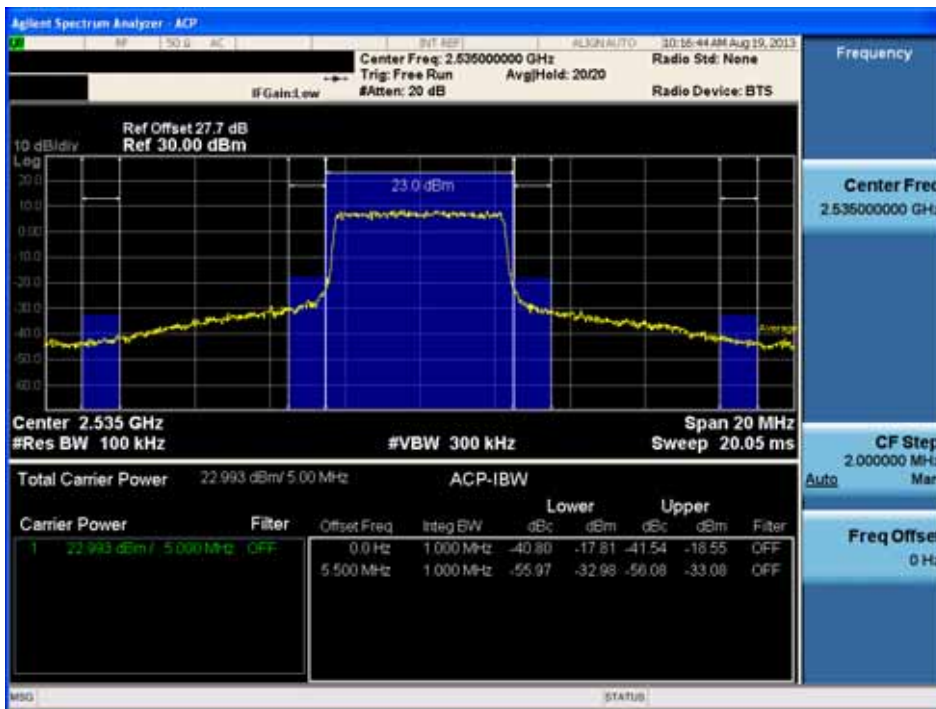 Agilent Spectrum Analyzer - ACP
RF 50 Ω AC INT REF ALIGN AUTO 10:16:44 AM Aug 19, 2013
Center Freq: 2.535000000 GHz Radio Std: None
Trig: Free Run Avg|Hold: 20/20
IFGain:Low #Atten: 20 dB Radio Device: BTS
Ref Offset 27.7 dB
10 dB/div Ref 30.00 dBm
Log
20.0
10.0
0.00
-10.0
-20.0
-30.0
-40.0
-50.0
-60.0
23.0 dBm
Average
Center 2.535 GHz Span 20 MHz
#Res BW 100 kHz #VBW 300 kHz Sweep 20.05 ms
Total Carrier Power 22.993 dBm/ 5.00 MHz ACP-IBW
Lower Upper
Carrier Power Filter Offset Freq Integ BW dBc dBm dBc dBm Filter
1 22.993 dBm / 5.000 MHz OFF 0.0 Hz 1.000 MHz -40.80 -17.81 -41.54 -18.55 OFF
5.500 MHz 1.000 MHz -55.97 -32.98 -56.08 -33.08 OFF
MSG STATUS
Frequency
Center Freq
2.535000000 GHz
CF Step
2.000000 MHz
Auto Man
Freq Offset
0 Hz